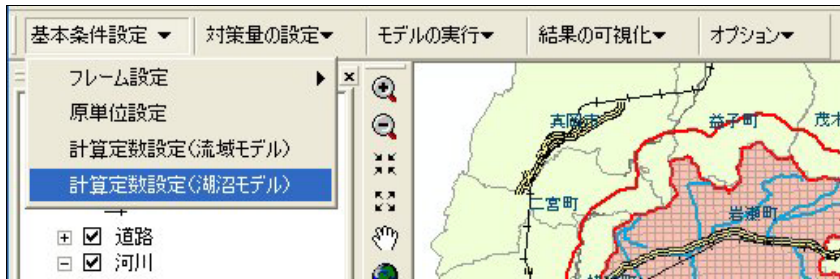 基本条件設定 ▼ 対策量の設定▼ モデルの実行▼ 結果の可視化▼ オプション▼
フレーム設定
原単位設定
計算定数設定(流域モデル)
計算定数設定(湖沼モデル)
道路
河川
真岡市
益子町
茂木
二宮町
岩瀬町